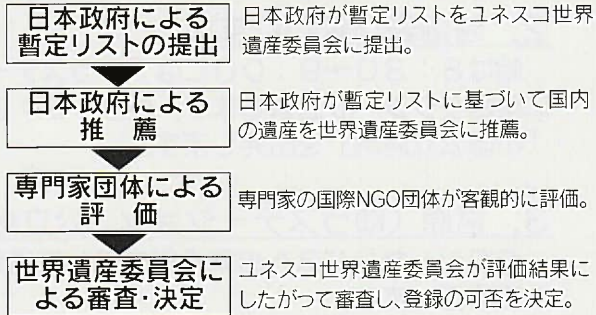 日本政府による
暫定リストの提出
日本政府が暫定リストをユネスコ世界
遺産委員会に提出。
日本政府による
推　薦
日本政府が暫定リストに基づいて国内
の遺産を世界遺産委員会に推薦。
専門家団体による
評　価
専門家の国際NGO団体が客観的に評価。
世界遺産委員会に
よる審査・決定
ユネスコ世界遺産委員会が評価結果に
したがって審査し、登録の可否を決定。